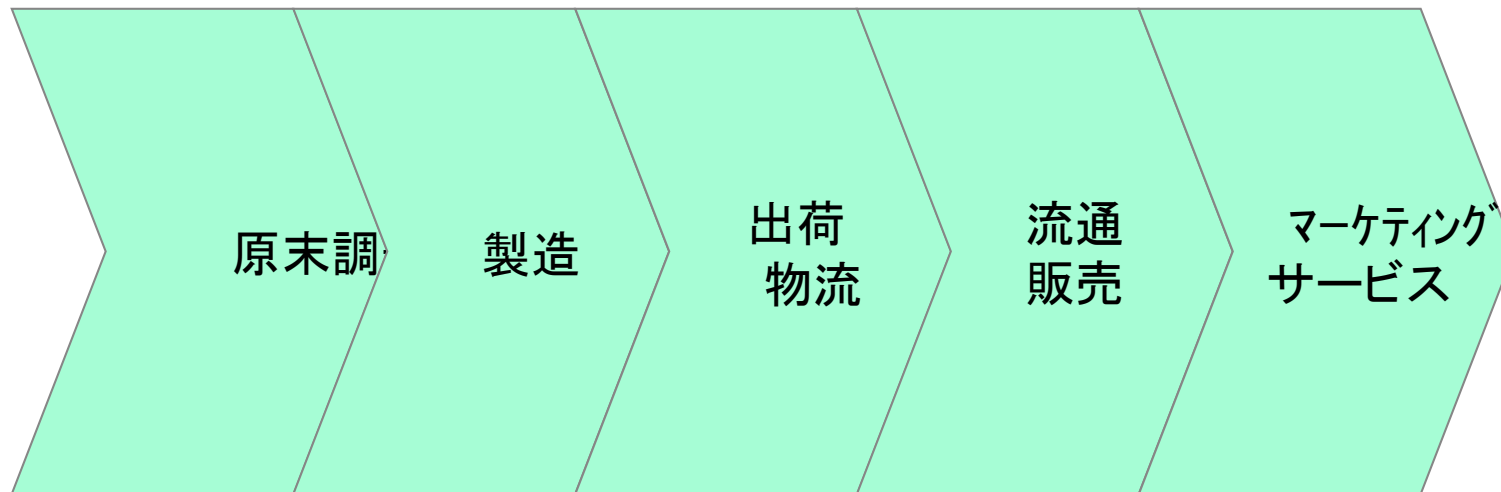 原末調
製造
出荷
物流
流通
販売
マーケティング
サービス